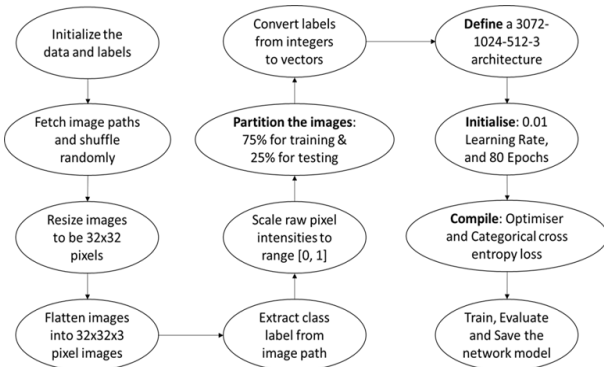 Initialize the
data and labels
Fetch image paths
and shuffle
randomly
Resize images
to be 32x32
pixels
Flatten images
into 32x32x3
pixel images
Extract class
label from
image path
Scale raw pixel
intensities to
range [0, 1]
Partition the images:
75% for training &
25% for testing
Convert labels
from integers
to vectors
Define a 3072-
1024-512-3
architecture
Initialise: 0.01
Learning Rate,
and 80 Epochs
Compile: Optimiser
and Categorical cross
entropy loss
Train, Evaluate
and Save the
network model